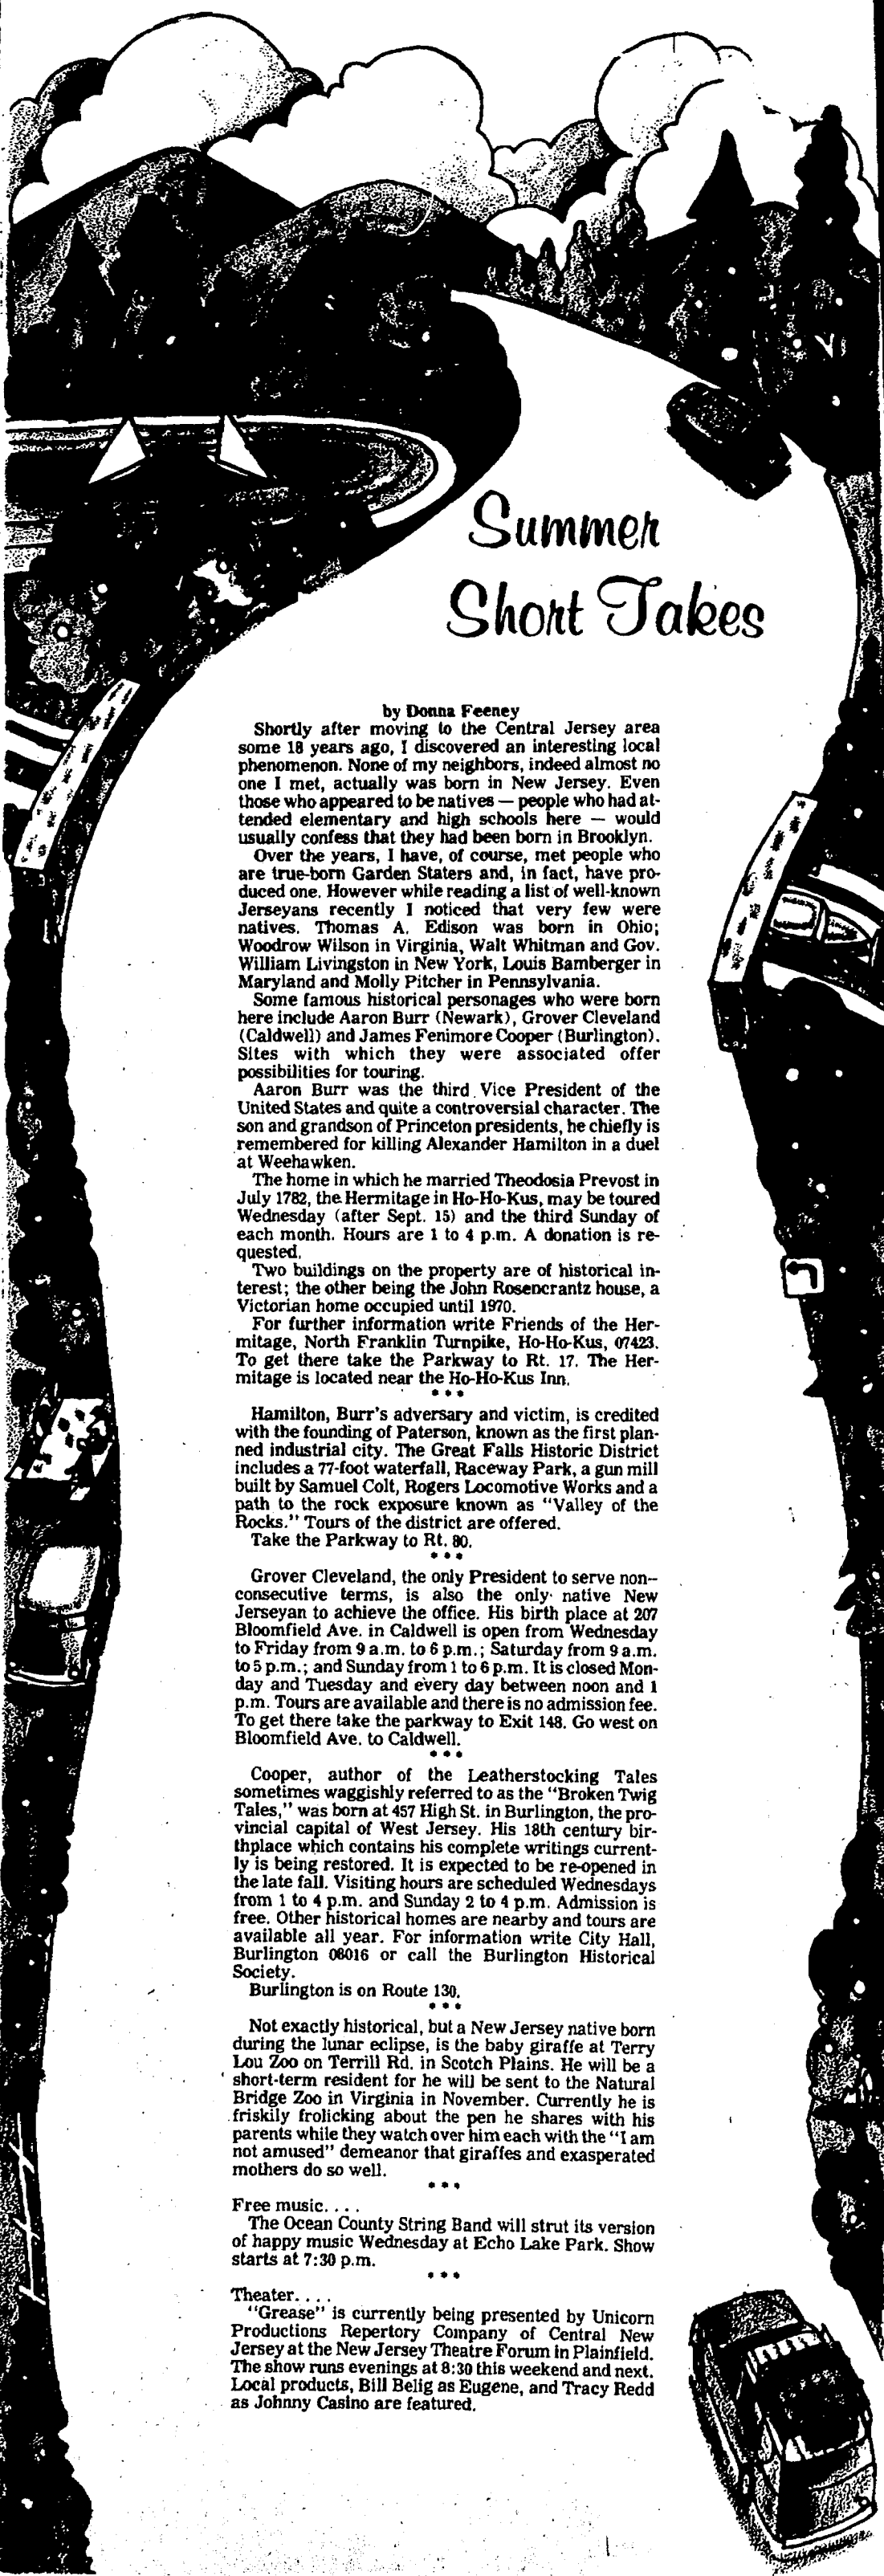 Summer
Short Takes
by Donna Feeney
Shortly after moving to the Central Jersey area
some 18 years ago, I discovered an interesting local
phenomenon. None of my neighbors, indeed almost no
one I met, actually was born in New Jersey. Even
those who appeared to be natives — people who had at-
tended elementary and high schools here — would
usually confess that they had been born in Brooklyn.
Over the years, I have, of course, met people who
are true-born Garden Staters and, in fact, have pro-
duced one. However while reading a list of well-known
Jerseyans recently I noticed that very few were
natives. Thomas A. Edison was born in Ohio;
Woodrow Wilson in Virginia, Walt Whitman and Gov.
William Livingston in New York, Louis Bamberger in
Maryland and Molly Pitcher in Pennsylvania.
Some famous historical personages who were born
here include Aaron Burr (Newark), Grover Cleveland
(Caldwell) and James Fenimore Cooper (Burlington).
Sites with which they were associated offer
possibilities for touring.
Aaron Burr was the third Vice President of the
United States and quite a controversial character. The
son and grandson of Princeton presidents, he chiefly is
remembered for killing Alexander Hamilton in a duel
at Weehawken.
The home in which he married Theodosia Prevost in
July 1782, the Hermitage in Ho-Ho-Kus, may be toured
Wednesday (after Sept. 15) and the third Sunday of
each month. Hours are 1 to 4 p.m. A donation is re-
quested.
Two buildings on the property are of historical in-
terest; the other being the John Rosencrantz house, a
Victorian home occupied until 1970.
For further information write Friends of the Her-
mitage, North Franklin Turnpike, Ho-Ho-Kus, 07423.
To get there take the Parkway to Rt. 17. The Her-
mitage is located near the Ho-Ho-Kus Inn.
• • •
Hamilton, Burr's adversary and victim, is credited
with the founding of Paterson, known as the first plan-
ned industrial city. The Great Falls Historic District
includes a 77-foot waterfall, Raceway Park, a gun mill
built by Samuel Colt, Rogers Locomotive Works and a
path to the rock exposure known as "Valley of the
Rocks." Tours of the district are offered.
Take the Parkway to Rt. 80.
• • •
Grover Cleveland, the only President to serve non-
consecutive terms, is also the only native New
Jerseyan to achieve the office. His birth place at 207
Bloomfield Ave. in Caldwell is open from Wednesday
to Friday from 9 a.m. to 6 p.m.; Saturday from 9 a.m.
to 5 p.m.; and Sunday from 1 to 6 p.m. It is closed Mon-
day and Tuesday and every day between noon and 1
p.m. Tours are available and there is no admission fee.
To get there take the parkway to Exit 148. Go west on
Bloomfield Ave. to Caldwell.
• • •
Cooper, author of the Leatherstocking Tales
sometimes waggishly referred to as the "Broken Twig
Tales," was born at 457 High St. in Burlington, the pro-
vincial capital of West Jersey. His 18th century bir-
thplace which contains his complete writings current-
ly is being restored. It is expected to be re-opened in
the late fall. Visiting hours are scheduled Wednesdays
from 1 to 4 p.m. and Sunday 2 to 4 p.m. Admission is
free. Other historical homes are nearby and tours are
available all year. For information write City Hall,
Burlington 08016 or call the Burlington Historical
Society.
Burlington is on Route 130.
• • •
Not exactly historical, but a New Jersey native born
during the lunar eclipse, is the baby giraffe at Terry
Lou Zoo on Terrill Rd. in Scotch Plains. He will be a
short-term resident for he will be sent to the Natural
Bridge Zoo in Virginia in November. Currently he is
friskily frolicking about the pen he shares with his
parents while they watch over him each with the "I am
not amused" demeanor that giraffes and exasperated
mothers do so well.
• • •
Free music. . . .
The Ocean County String Band will strut its version
of happy music Wednesday at Echo Lake Park. Show
starts at 7:30 p.m.
• • •
Theater. . . .
"Grease" is currently being presented by Unicorn
Productions Repertory Company of Central New
Jersey at the New Jersey Theatre Forum in Plainfield.
The show runs evenings at 8:30 this weekend and next.
Local products, Bill Belig as Eugene, and Tracy Redd
as Johnny Casino are featured.